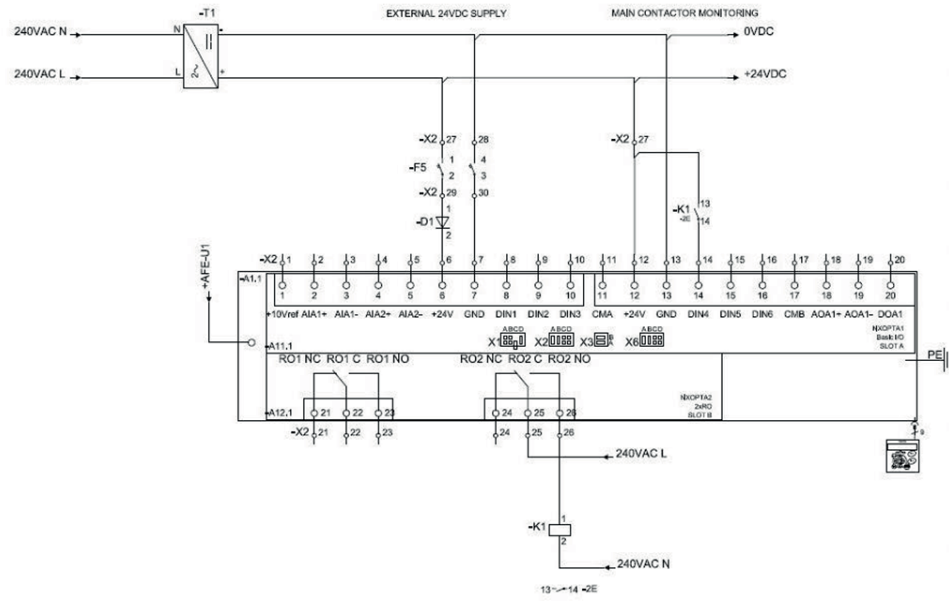 -T1 EXTERNAL 24VDC SUPPLY MAIN CONTACTOR MONITORING
240VAC N N - 0VDC
240VAC L L + +24VDC
2~
-X2 27 28 -X2 27
-F5 1 2 4 3
-X2 29 30
-D1 1 2
-K1 -2E 13 14
+AFE-U1
-X2 1 2 3 4 5 6 7 8 9 10 11 12 13 14 15 16 17 18 19 20
-A1.1
1 2 3 4 5 6 7 8 9 10 11 12 13 14 15 16 17 18 19 20
+10Vref AIA1+ AIA1- AIA2+ AIA2- +24V GND DIN1 DIN2 DIN3 CMA +24V GND DIN4 DIN5 DIN6 CMB AOA1+ AOA1- DOA1
NXOPTA1
Basic I/O
SLOT A
ABCD ABCD ABCD
X1 X2 X3 B A X6
-A11.1
RO1 NC RO1 C RO1 NO RO2 NC RO2 C RO2 NO
PE
NXOPTA2
2xRO
SLOT B
-A12.1 21 22 23 24 25 26
-X2 21 22 23 24 25 26
9
240VAC L
-K1 1 2
240VAC N
13 14 -2E